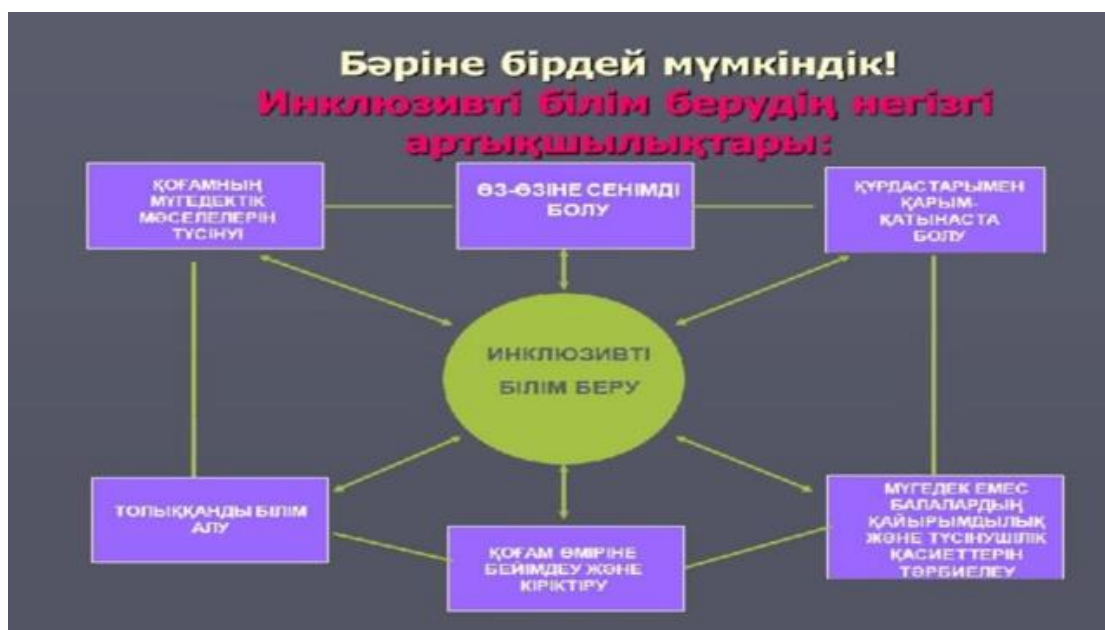 Бәріне бірдей мүмкіндік!
Инклюзивті білім берудің негізгі
артықшылықтары:
ҚОҒАМНЫҢ
МҮГЕДЕКТІК
МӘСЕЛЕЛЕРІН
ТҮСІНУІ
ӨЗ-ӨЗІНЕ СЕНІМДІ
БОЛУ
ҚҰРДАСТАРЫМЕН
ҚАРЫМ-
ҚАТЫНАСТА
БОЛУ
ИНКЛЮЗИВТІ
БІЛІМ БЕРУ
ТОЛЫҚҚАНДЫ БІЛІМ
АЛУ
ҚОҒАМ ӨМІРІНЕ
БЕЙІМДЕУ ЖӘНЕ
КІРІКТІРУ
МҮГЕДЕК ЕМЕС
БАЛАЛАРДЫҢ
ҚАЙЫРЫМДЫЛЫҚ
ЖӘНЕ ТҮСІНУШІЛІК
ҚАСИЕТТЕРІН
ТӘРБИЕЛЕУ